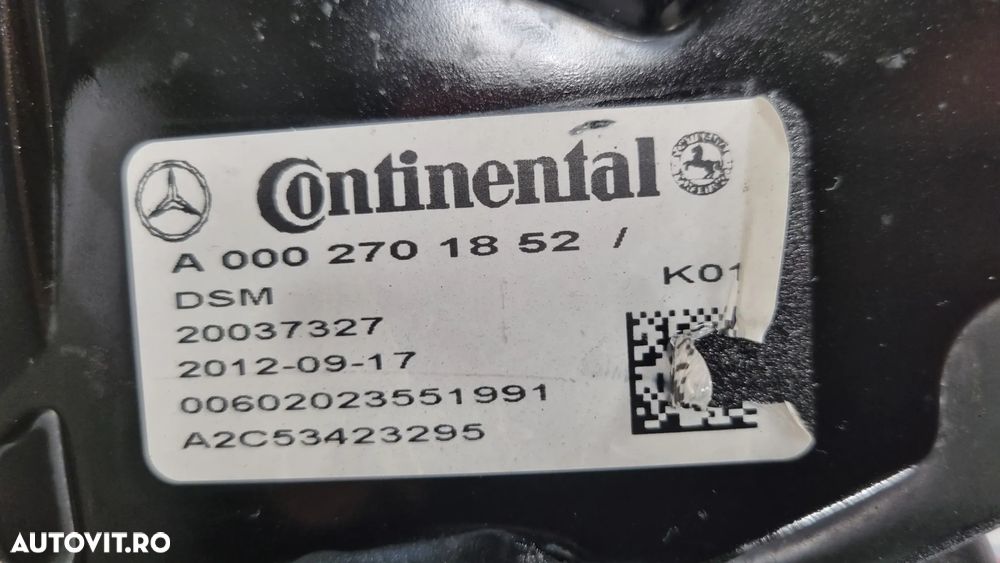 Continental
A 000 270 18 52 /
K01
DSM
20037327
2012-09-17
00602023551991
A2C53423295
AUTOVIT.RO